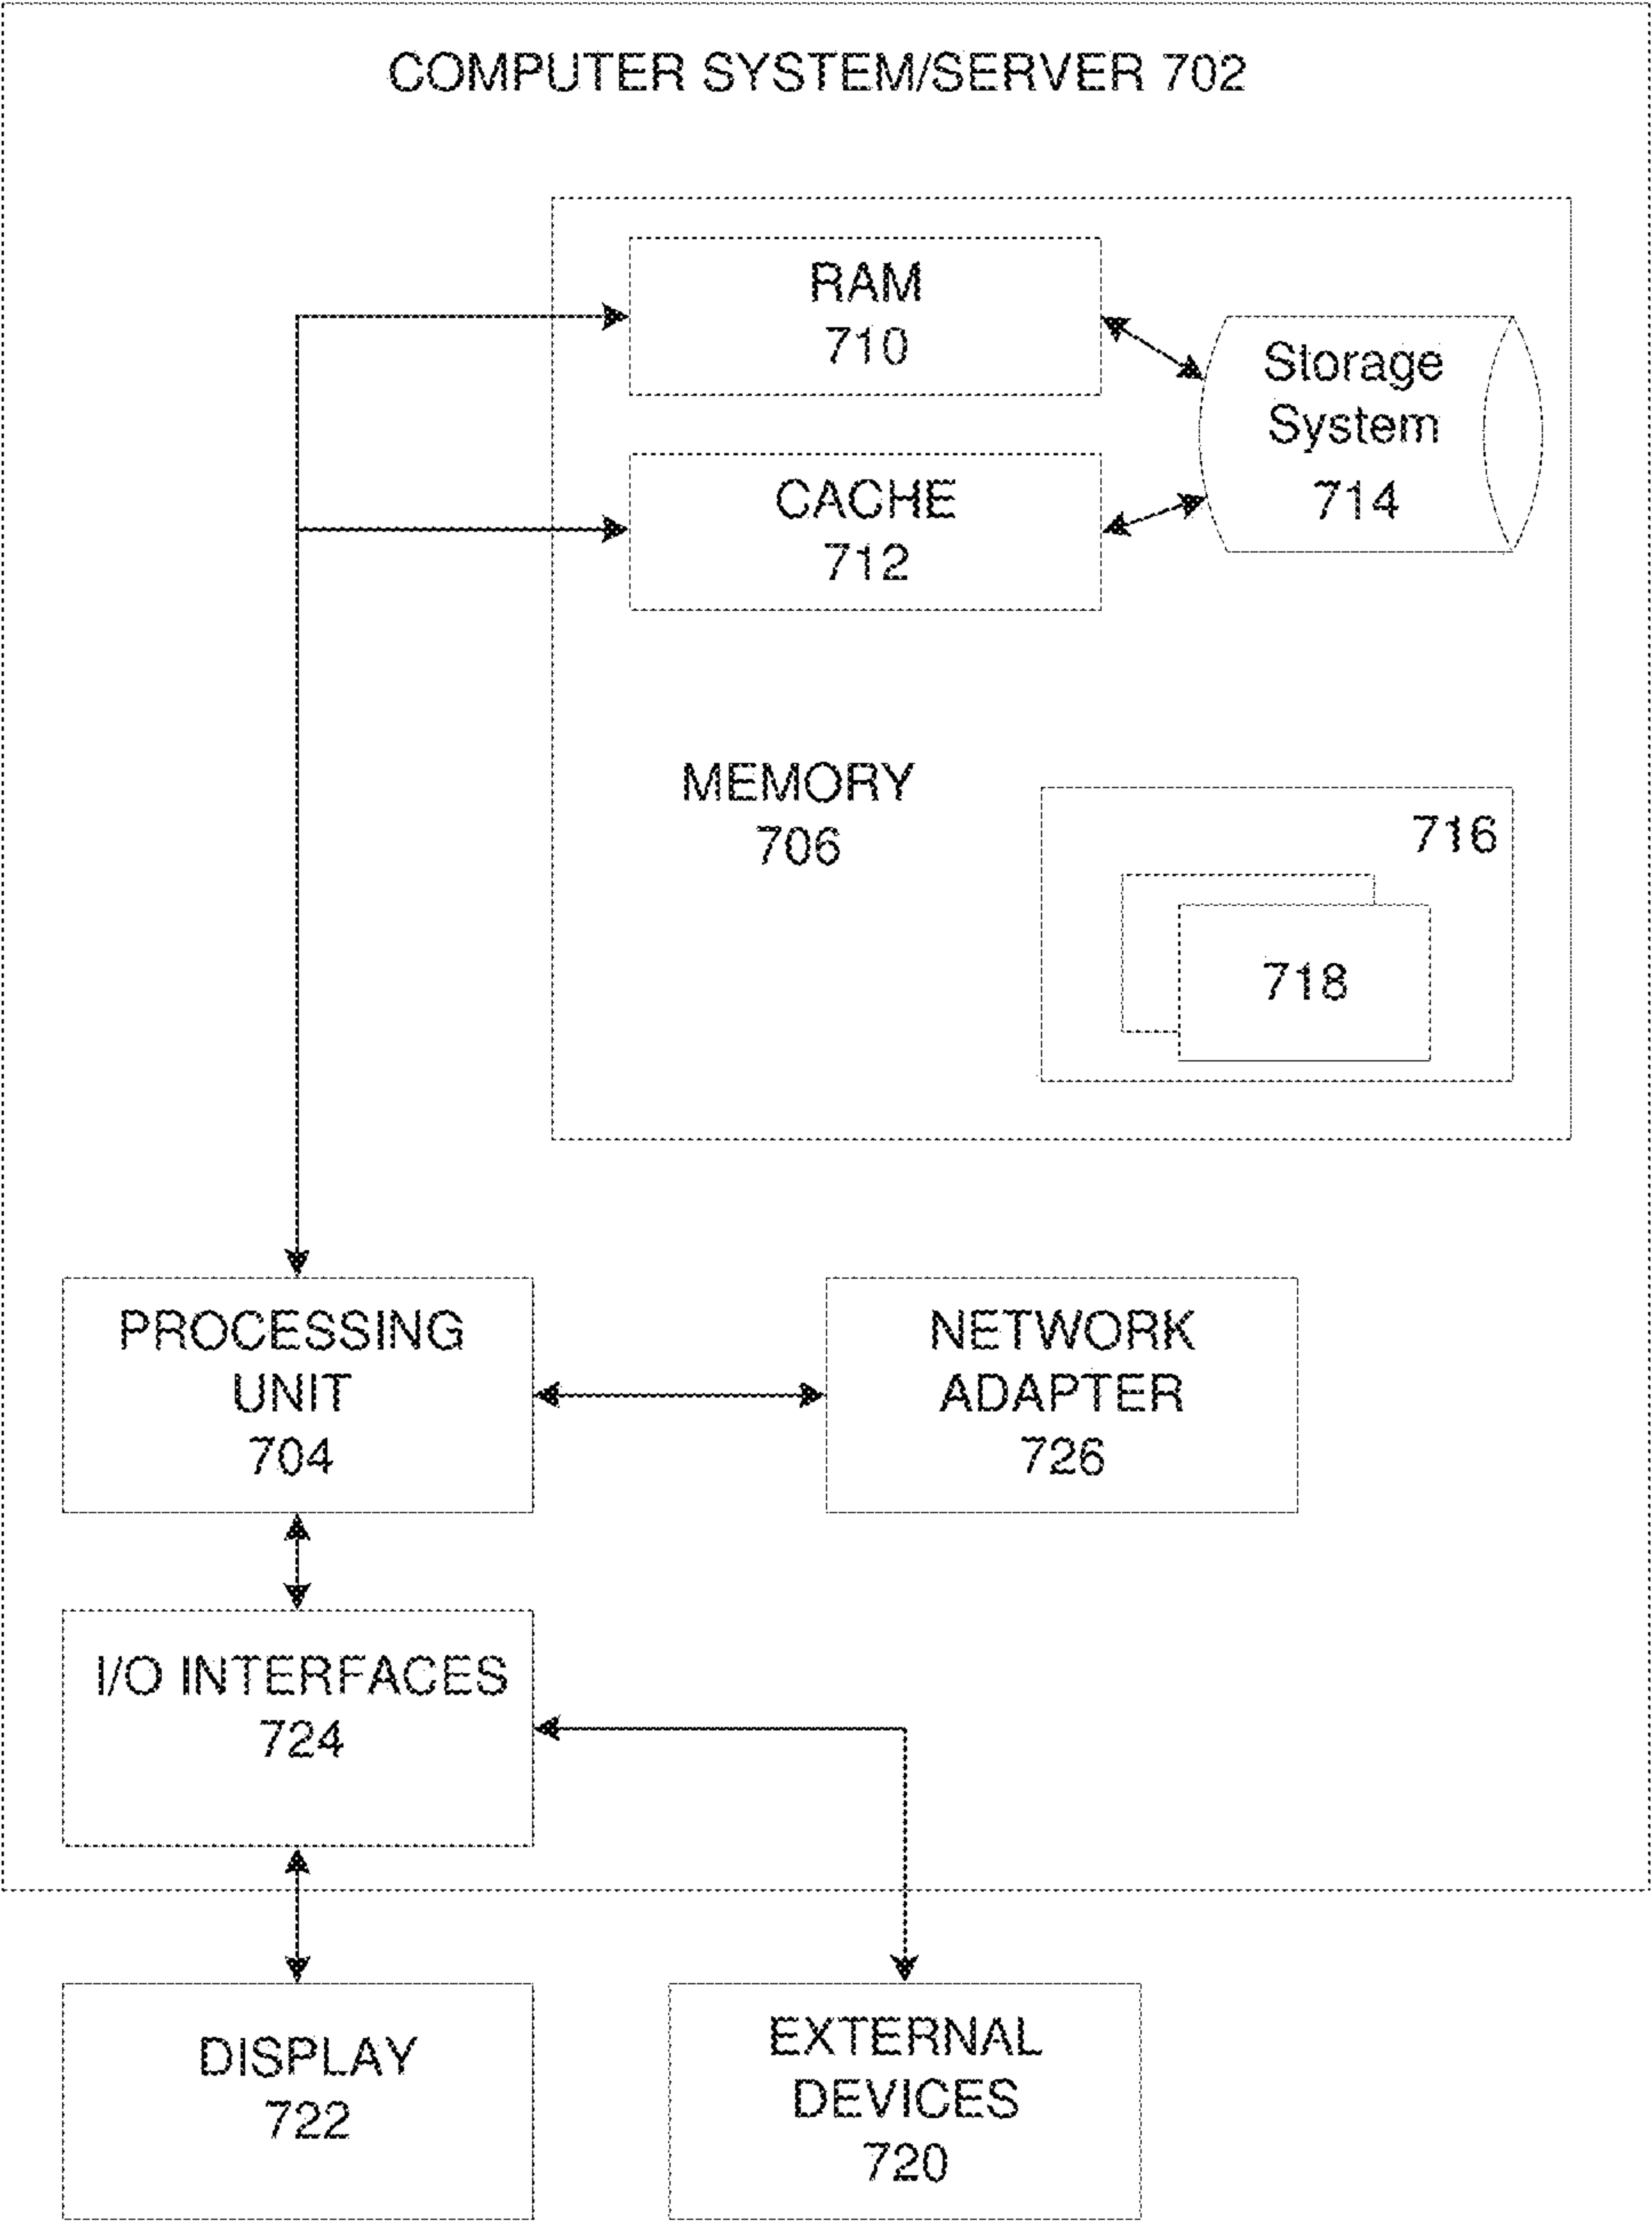 COMPUTER SYSTEM/SERVER 702
RAM
710
Storage
System
714
CACHE
712
MEMORY
706
716
718
PROCESSING
UNIT
704
NETWORK
ADAPTER
726
I/O INTERFACES
724
DISPLAY
722
EXTERNAL
DEVICES
720